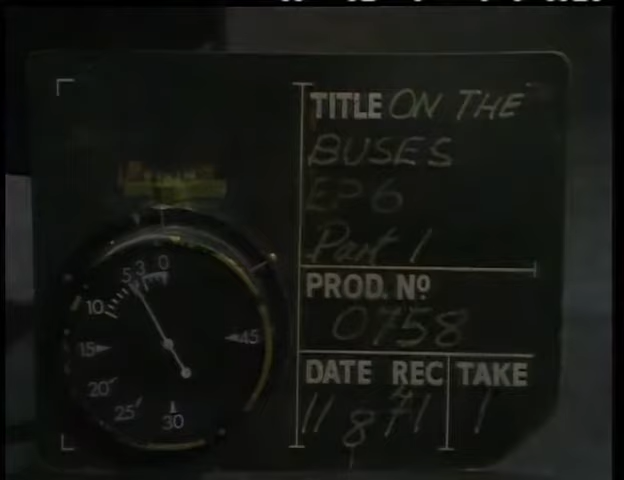 TITLE ON THE
BUSES
EP 6
Part 1
PROD. Nº
0758
DATE REC TAKE
11 8 71 1
0
3
5
10
15
20
25
30
45